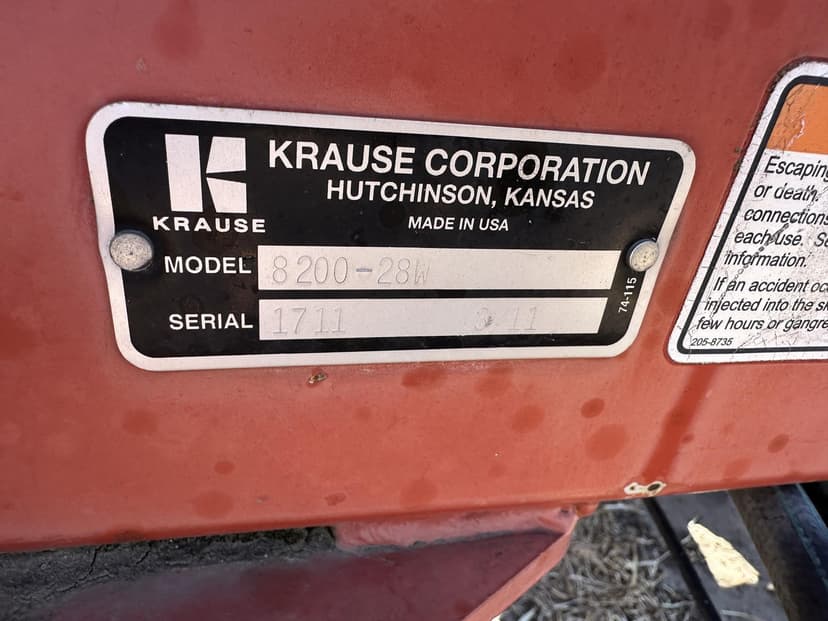 KRAUSE CORPORATION
HUTCHINSON, KANSAS
MADE IN USA
K
KRAUSE
MODEL 8200-28W
SERIAL 1711 11
74-115
Escaping
or death.
connections
each use.
information.
If an accident
injected into the
few hours or
205-8735